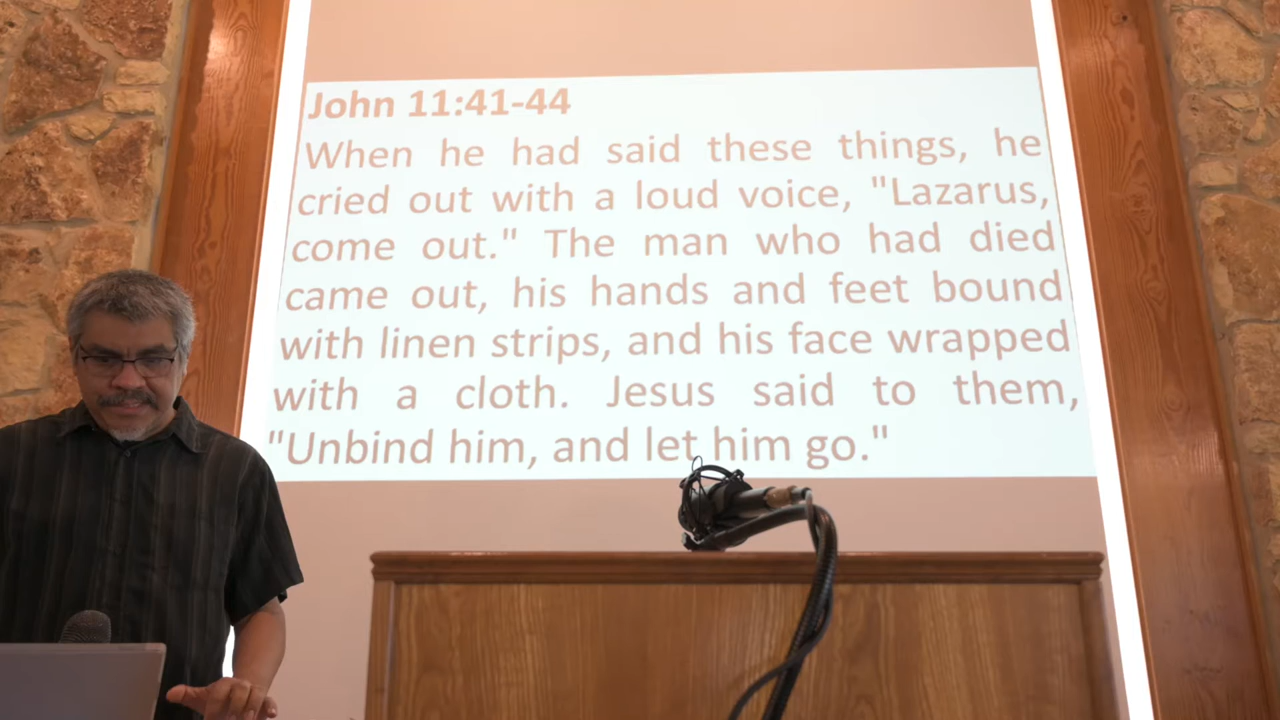 John 11:41-44
When he had said these things, he
cried out with a loud voice, "Lazarus,
come out." The man who had died
came out, his hands and feet bound
with linen strips, and his face wrapped
with a cloth. Jesus said to them,
"Unbind him, and let him go."